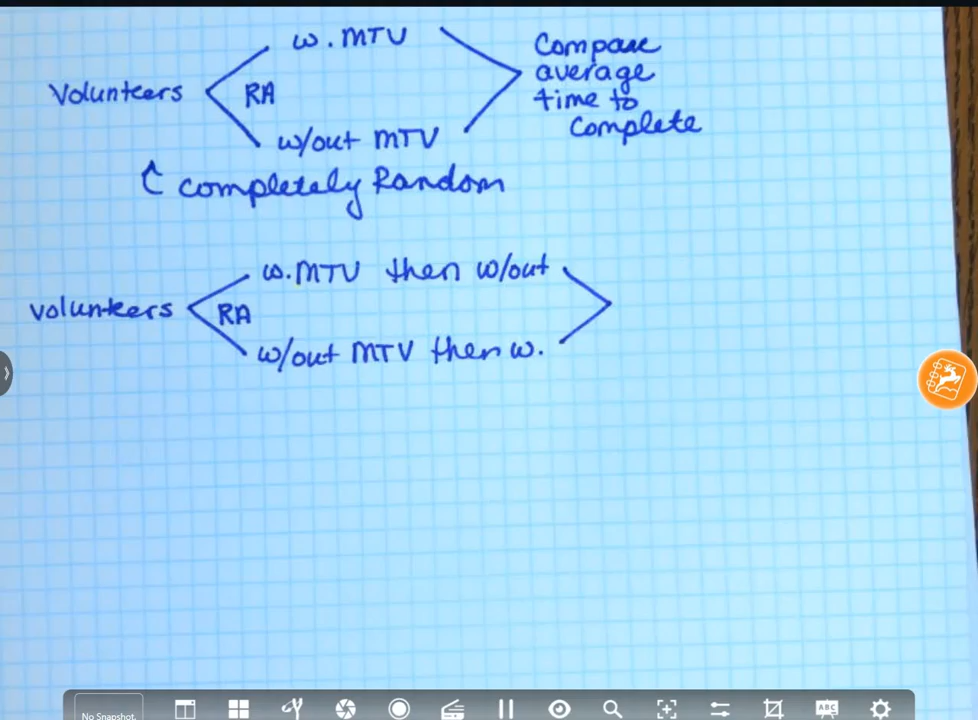 w. MTV
Volunteers RA
w/out MTV
Compare
average
time to
complete
completely Random
w. MTV then w/out
volunteers RA
w/out MTV then w.
No Snapshot.
ABC